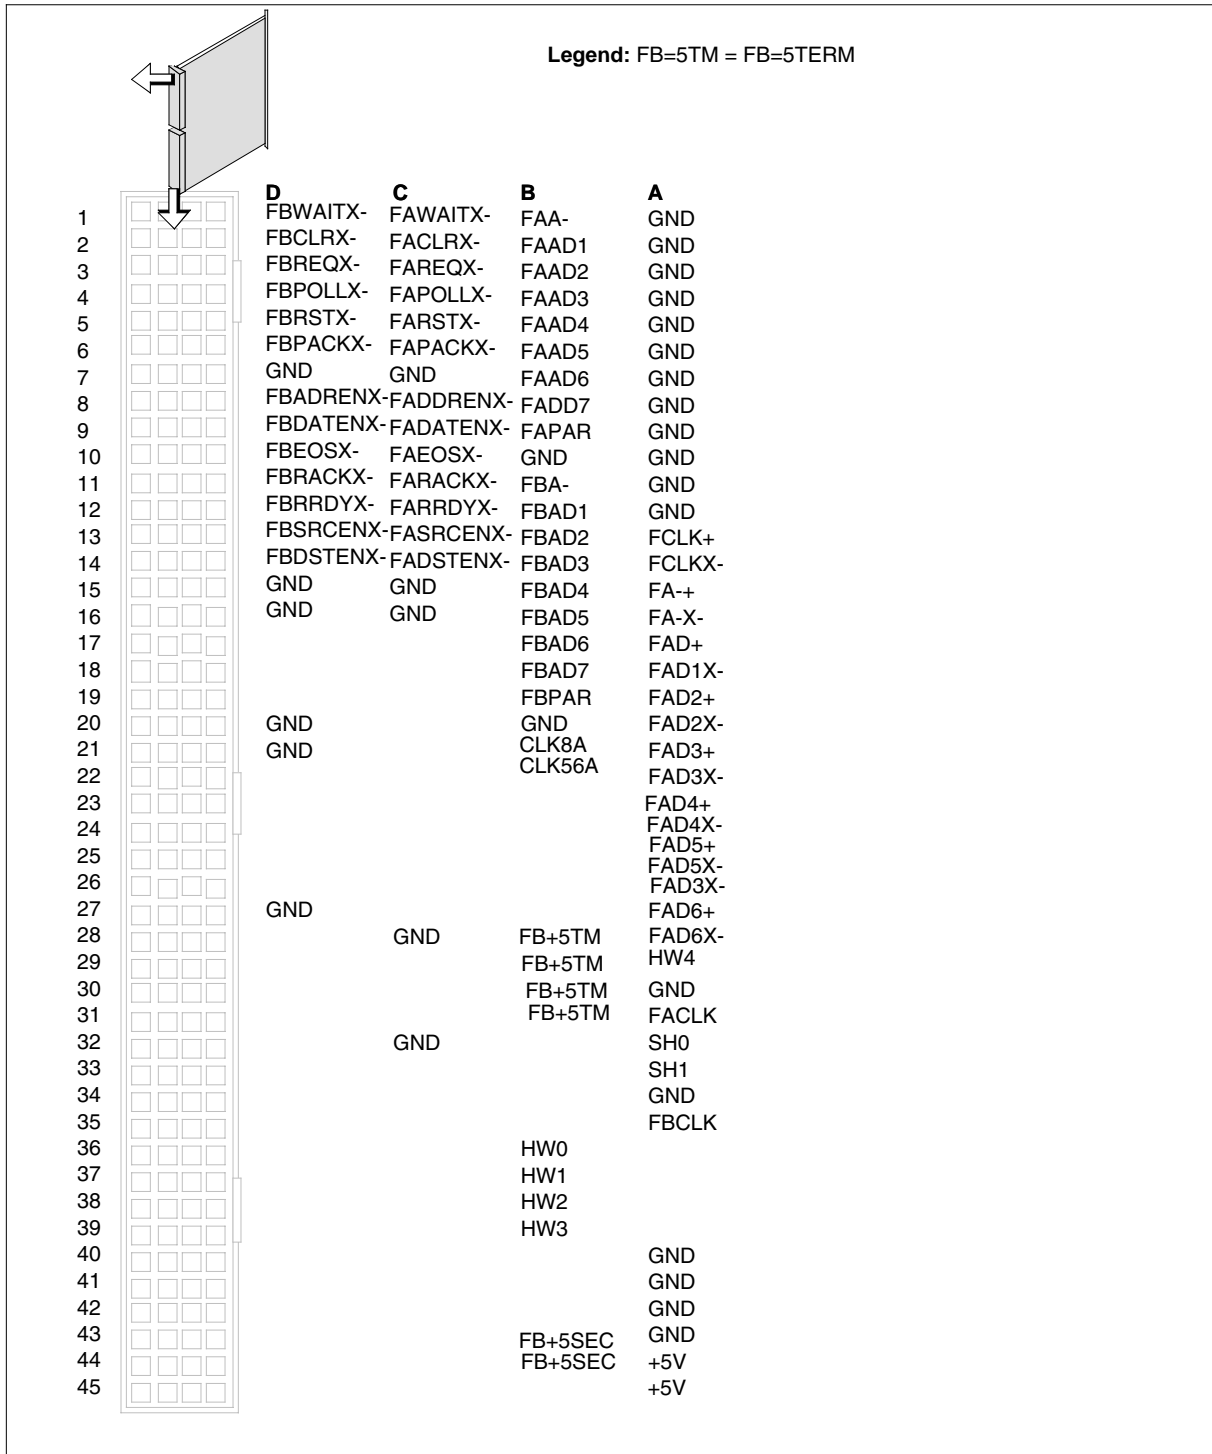 Legend: FB=5TM = FB=5TERM
D C B A
1 FBWAITX- FAWAITX- FAA- GND
2 FBCLRX- FACLRX- FAAD1 GND
3 FBREQX- FAREQX- FAAD2 GND
4 FBPOLLX- FAPOLLX- FAAD3 GND
5 FBRSTX- FARSTX- FAAD4 GND
6 FBPACKX- FAPACKX- FAAD5 GND
7 GND GND FAAD6 GND
8 FBADRENX- FADDRENX- FADD7 GND
9 FBDATENX- FADATENX- FAPAR GND
10 FBEOSX- FAEOSX- GND GND
11 FBRACKX- FARACKX- FBA- GND
12 FBRRDYX- FARRDYX- FBAD1 GND
13 FBSRCENX- FASRCENX- FBAD2 FCLK+
14 FBDSTENX- FADSTENX- FBAD3 FCLKX-
15 GND GND FBAD4 FA-+
16 GND GND FBAD5 FA-X-
17 FBAD6 FAD+
18 FBAD7 FAD1X-
19 FBPAR FAD2+
20 GND GND FAD2X-
21 GND CLK8A FAD3+
22 CLK56A FAD3X-
23 FAD4+
24 FAD4X-
FAD5+
25 FAD5X-
26 FAD3X-
27 GND FAD6+
28 GND FB+5TM FAD6X-
29 FB+5TM HW4
30 FB+5TM GND
31 FB+5TM FACLK
32 GND SH0
33 SH1
34 GND
35 FBCLK
36 HW0
37 HW1
38 HW2
39 HW3
40 GND
41 GND
42 GND
43 FB+5SEC GND
44 FB+5SEC +5V
45 +5V